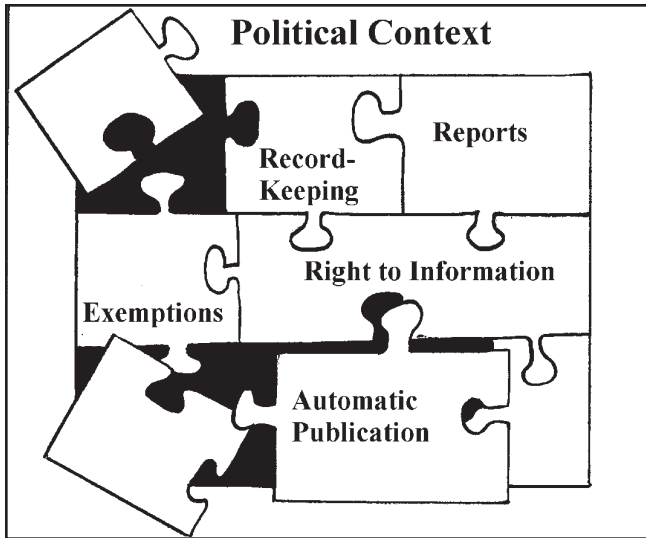 Political Context
Reports
Record-
Keeping
Right to Information
Exemptions
Automatic
Publication